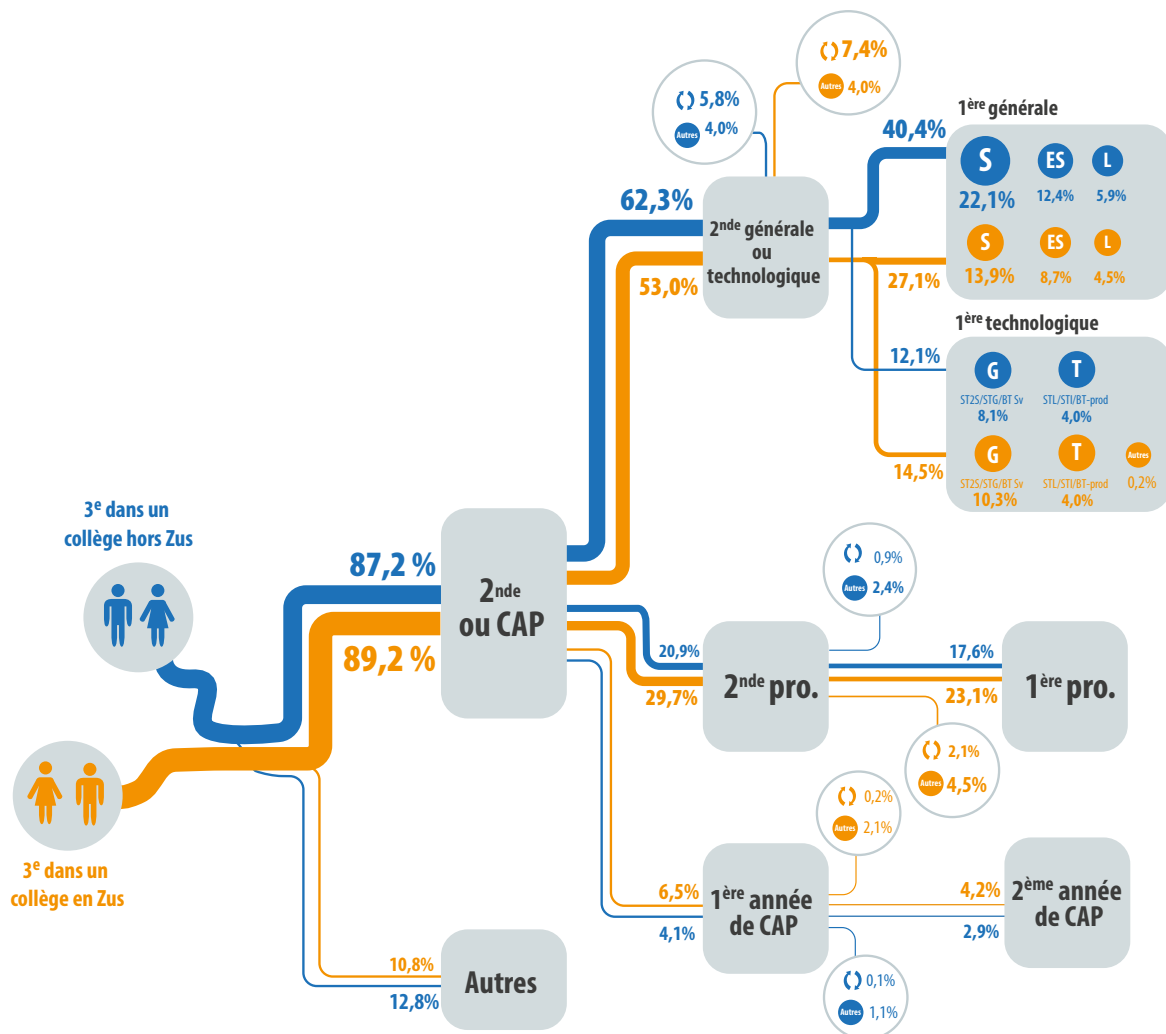 7,4%
Autres 4,0%
5,8%
Autres 4,0%
1ère générale
40,4%
S ES L
22,1% 12,4% 5,9%
62,3%
2nde générale
ou
technologique
S ES L
13,9% 8,7% 4,5%
53,0%
27,1%
1ère technologique
12,1%
G T
ST2S/STG/BT Sv STL/STI/BT-prod
8,1% 4,0%
G T Autres
14,5%
ST2S/STG/BT Sv STL/STI/BT-prod 0,2%
10,3% 4,0%
3e dans un
collège hors Zus
87,2 %
2nde
ou CAP
89,2 %
0,9%
Autres 2,4%
20,9%
29,7%
2nde pro.
17,6%
23,1%
1ère pro.
2,1%
Autres 4,5%
0,2%
Autres 2,1%
3e dans un
collège en Zus
6,5%
4,1%
1ère année
de CAP
4,2%
2,9%
2ème année
de CAP
10,8%
12,8%
Autres
0,1%
Autres 1,1%